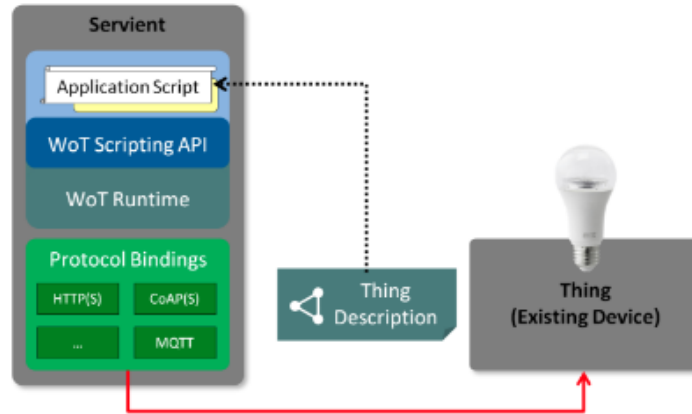 Servient
Application Script
WoT Scripting API
WoT Runtime
Protocol Bindings
HTTP(S)
CoAP(S)
...
MQTT
Thing
Description
Thing
(Existing Device)